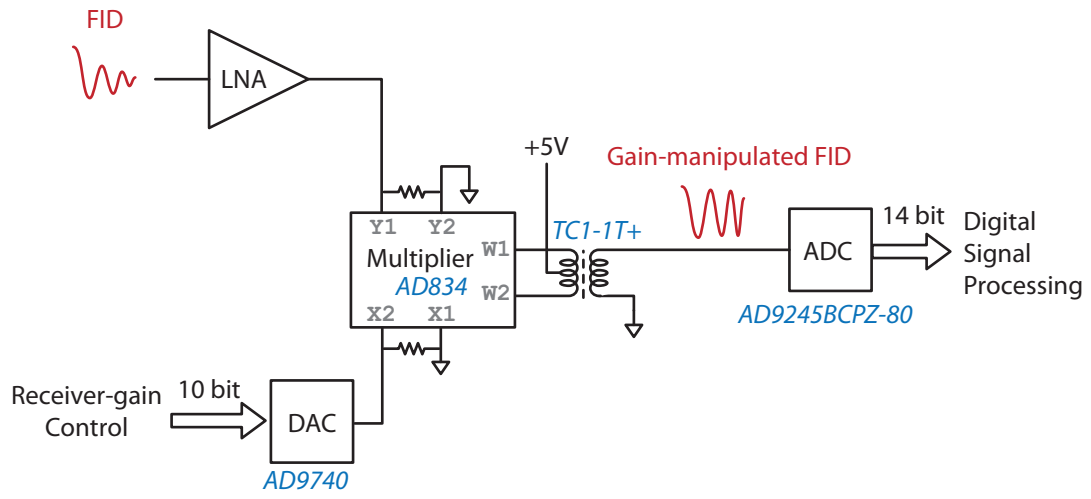 FID
LNA
+5V
Gain-manipulated FID
Y1 Y2
Multiplier
AD834
W1
W2
X2 X1
TC1-1T+
ADC
AD9245BCPZ-80
14 bit
Digital
Signal
Processing
Receiver-gain
Control
10 bit
DAC
AD9740